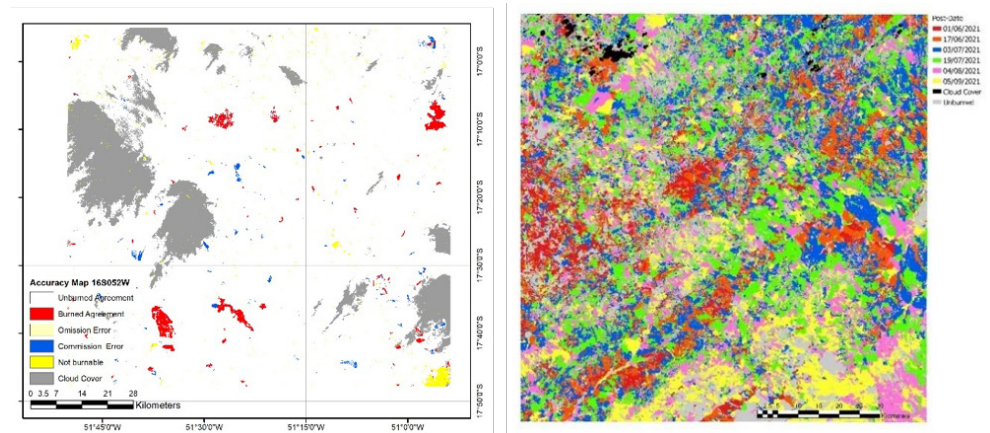 17°0'0"S
17°10'0"S
17°20'0"S
17°30'0"S
17°40'0"S
17°50'0"S
Accuracy Map 16S052W
Unburned Agreement
Burned Agreement
Omission Error
Commission Error
Not burnable
Cloud Cover
0 3.5 7 14 21 28
Kilometers
51°45'0"W 51°30'0"W 51°15'0"W 51°0'0"W
Post-Date
01/06/2021
17/06/2021
03/07/2021
19/07/2021
04/08/2021
05/09/2021
Cloud Cover
Unburned